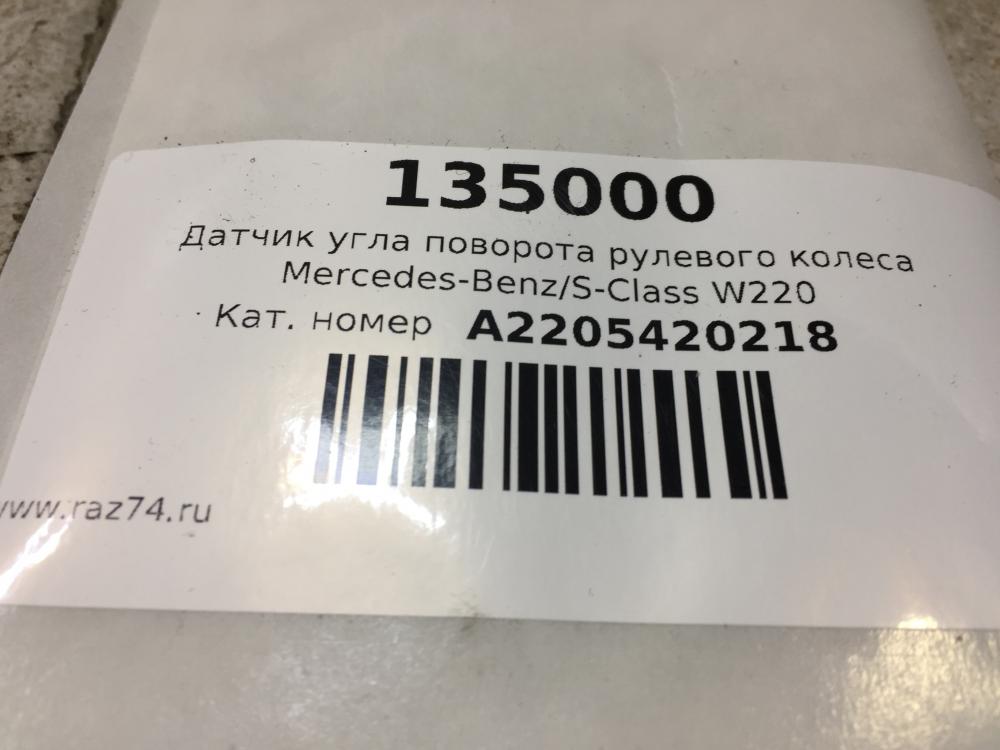 135000
Датчик угла поворота рулевого колеса
Mercedes-Benz/S-Class W220
Кат. номер A2205420218
www.raz74.ru